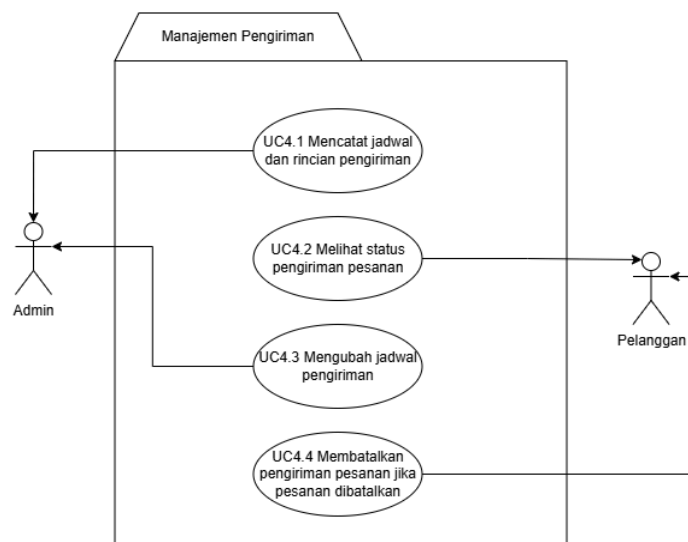 Manajemen Pengiriman
UC4.1 Mencatat jadwal
dan rincian pengiriman
UC4.2 Melihat status
pengiriman pesanan
Admin
Pelanggan
UC4.3 Mengubah jadwal
pengiriman
UC4.4 Membatalkan
pengiriman pesanan jika
pesanan dibatalkan